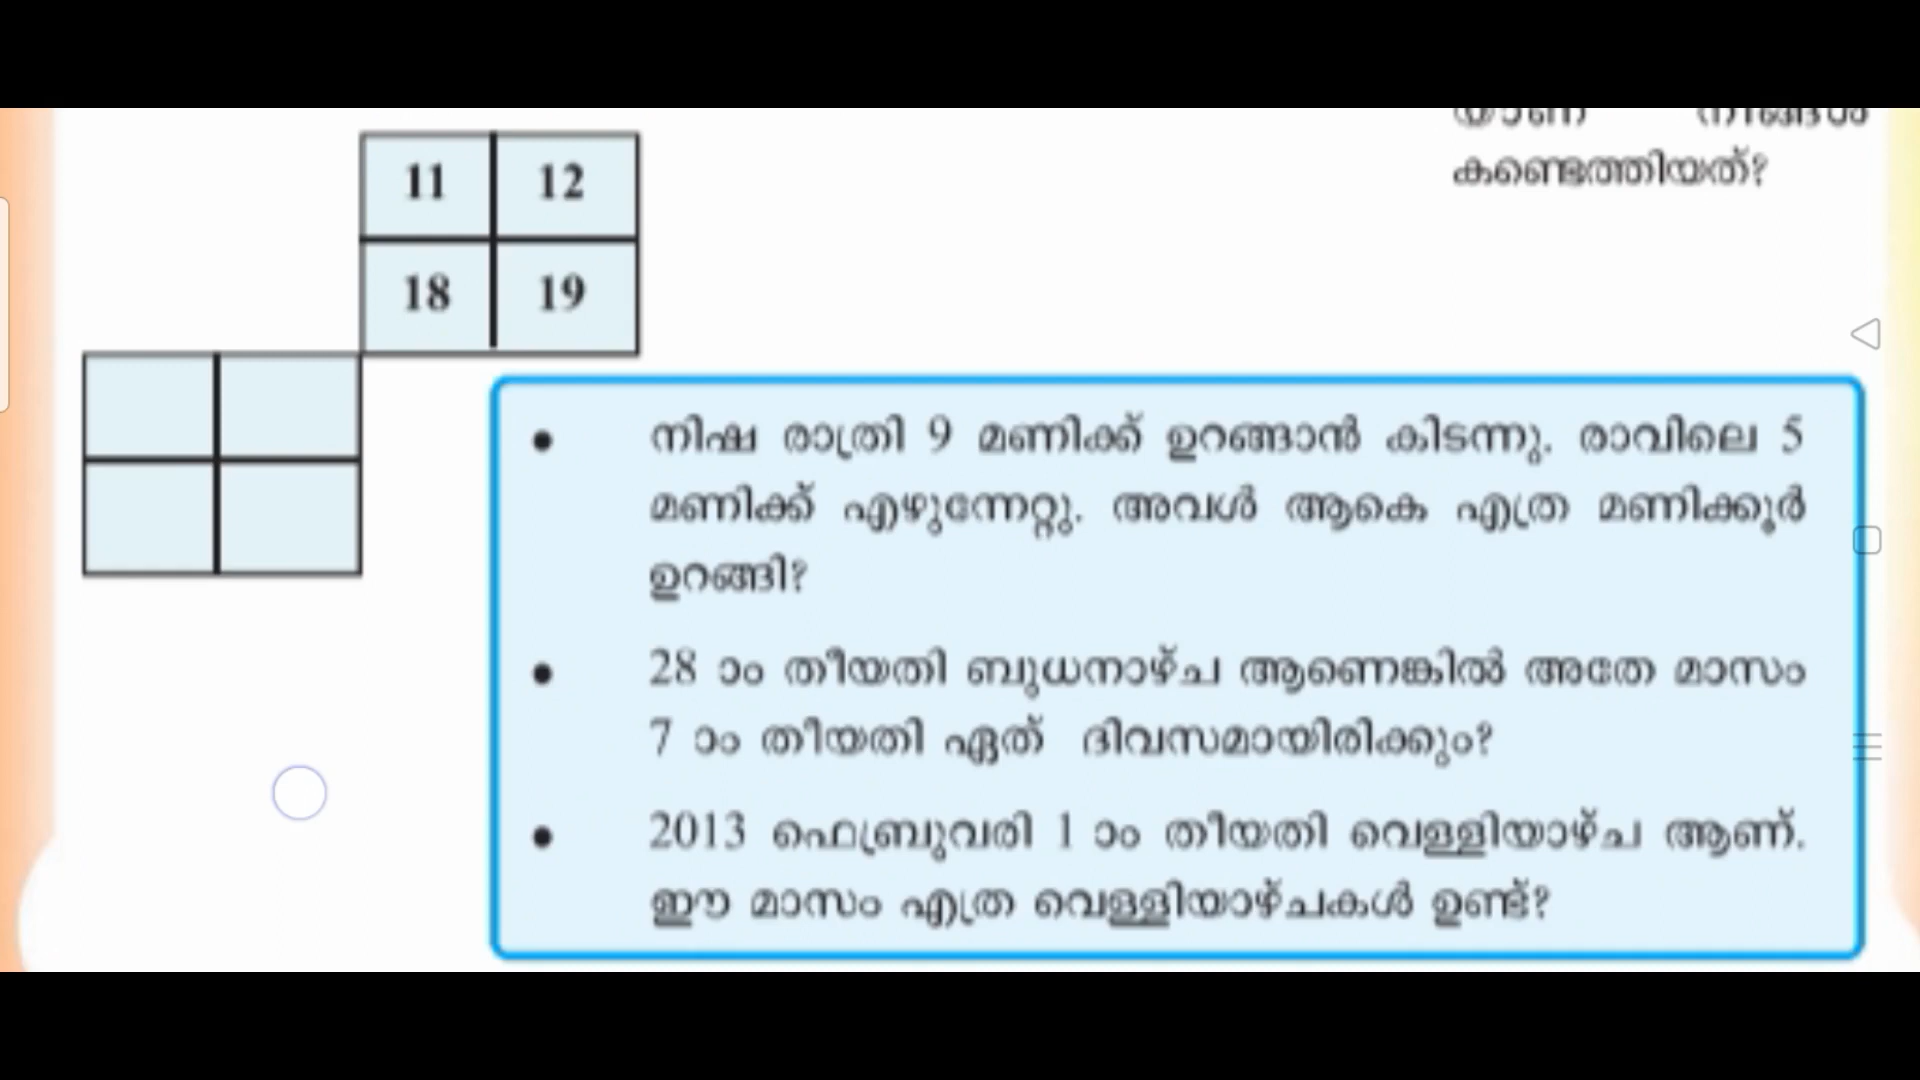 കണ്ടെത്തിയത്?
11 12
18 19
• നിഷ രാത്രി 9 മണിക്ക് ഉറങ്ങാൻ കിടന്നു. രാവിലെ 5
മണിക്ക് എഴുന്നേറ്റു. അവൾ ആകെ എത്ര മണിക്കൂർ
ഉറങ്ങി?
• 28 ാം തീയതി ബുധനാഴ്ച ആണെങ്കിൽ അതേ മാസം
7 ാം തീയതി ഏത് ദിവസമായിരിക്കും?
• 2013 ഫെബ്രുവരി 1 ാം തീയതി വെള്ളിയാഴ്ച ആണ്.
ഈ മാസം എത്ര വെള്ളിയാഴ്ചകൾ ഉണ്ട്?